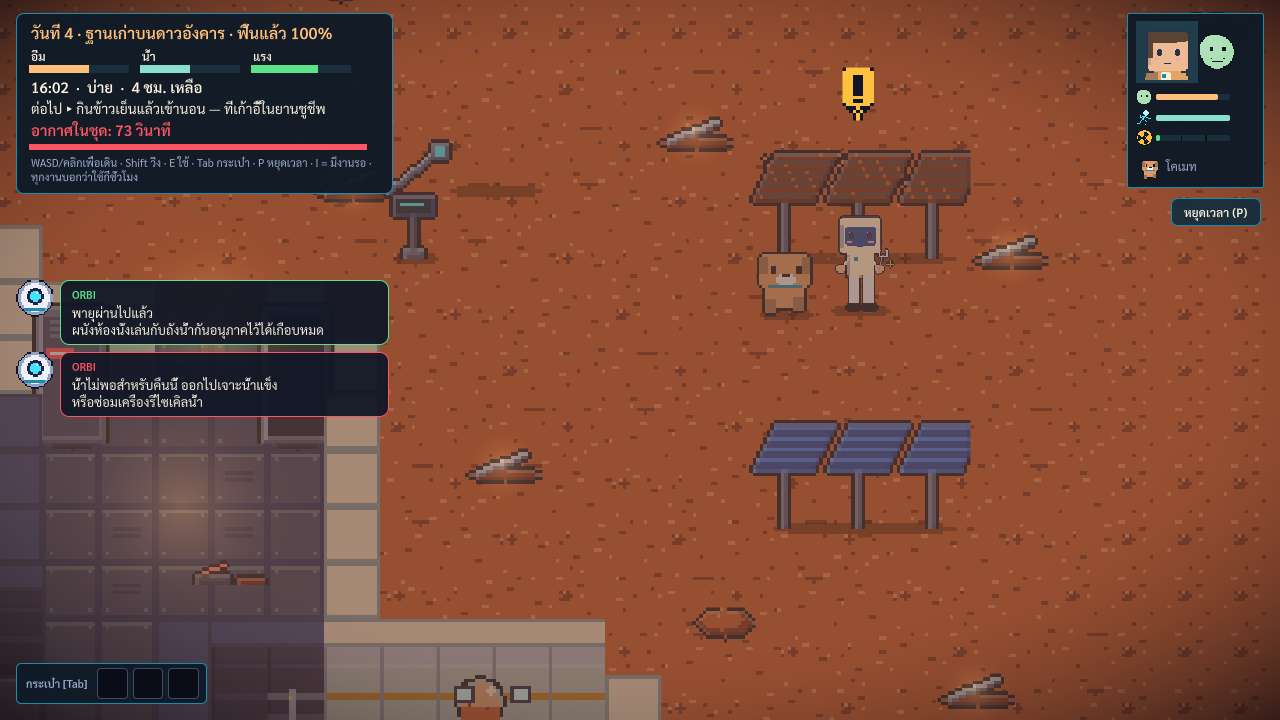 วันที่ 4 · ฐานเก่าบนดาวอังคาร · ฟื้นแล้ว 100%
อิ่ม น้ำ แรง
16:02 · บ่าย · 4 ชม. เหลือ
ต่อไป ▸ กินข้าวเย็นแล้วเข้านอน — ที่เก้าอี้ในยานชูชีพ
อากาศในชุด: 73 วินาที
WASD/คลิกเพื่อเดิน · Shift วิ่ง · E ใช้ · Tab กระเป๋า · P หยุดเวลา · ! = มีงานรอ ·
ทุกงานบอกว่าใช้กี่ชั่วโมง
โคเมท
หยุดเวลา (P)
ORBI
พายุผ่านไปแล้ว
ผนังห้องนั่งเล่นกับถังน้ำกันอนุภาคไว้ได้เกือบหมด
ORBI
น้ำไม่พอสำหรับคืนนี้ ออกไปเจาะน้ำแข็ง
หรือซ่อมเครื่องรีไซเคิลน้ำ
กระเป๋า [Tab]